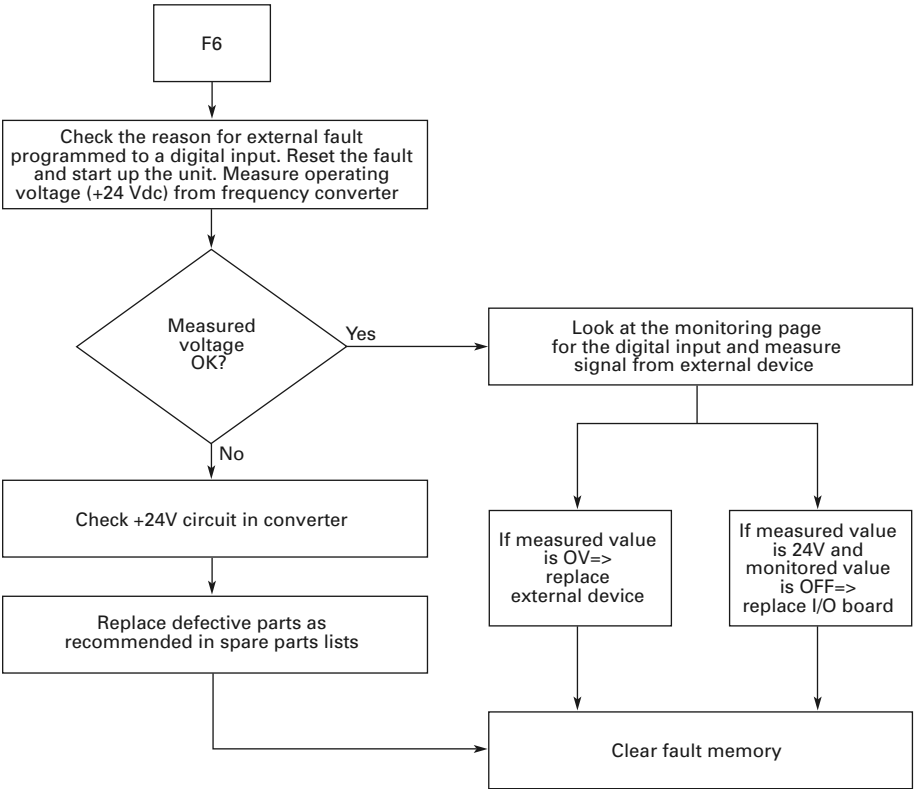 F6
Check the reason for external fault
programmed to a digital input. Reset the fault
and start up the unit. Measure operating
voltage (+24 Vdc) from frequency converter
Measured
voltage
OK?
Yes
Look at the monitoring page
for the digital input and measure
signal from external device
No
Check +24V circuit in converter
If measured value
is OV=>
replace
external device
If measured value
is 24V and
monitored value
is OFF=>
replace I/O board
Replace defective parts as
recommended in spare parts lists
Clear fault memory